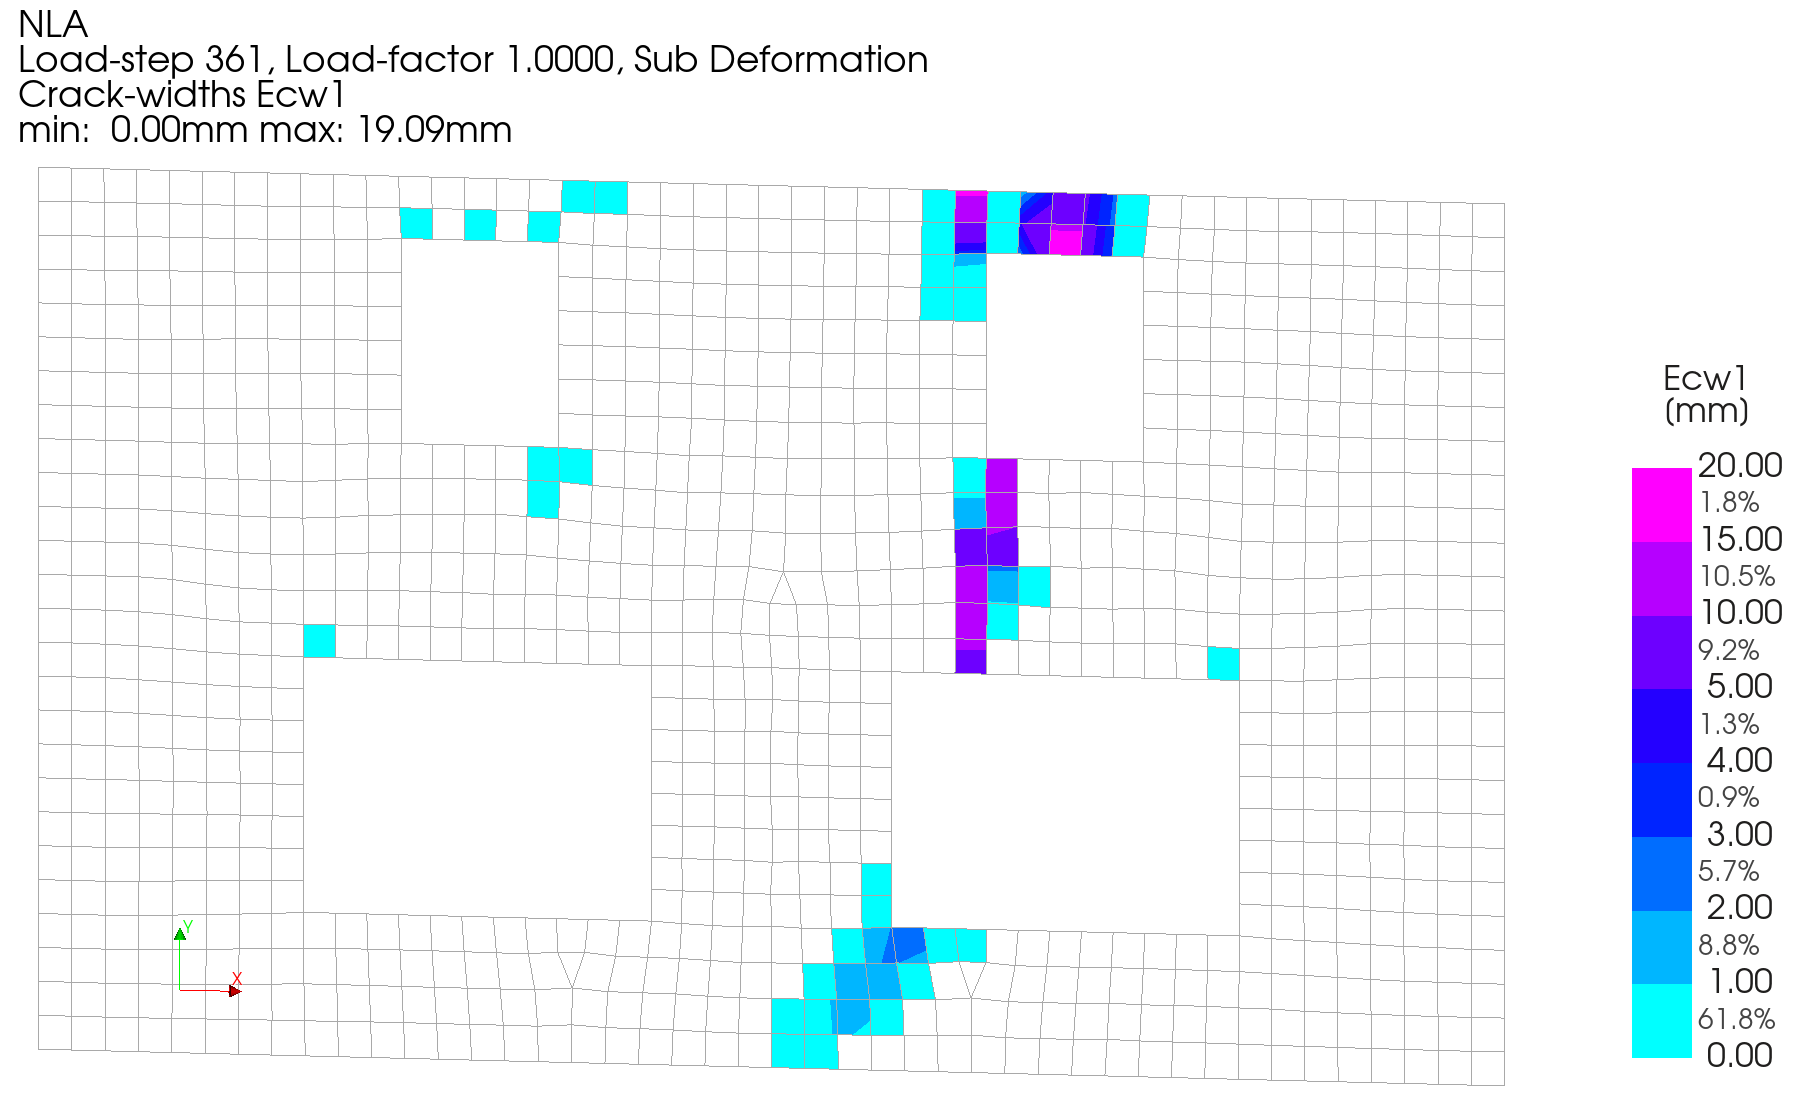 NLA
Load-step 361, Load-factor 1.0000, Sub Deformation
Crack-widths Ecw1
min:  0.00mm max: 19.09mm
Ecw1
(mm)
20.00
1.8%
15.00
10.5%
10.00
9.2%
5.00
1.3%
4.00
0.9%
3.00
5.7%
2.00
8.8%
1.00
61.8%
0.00
Y
X